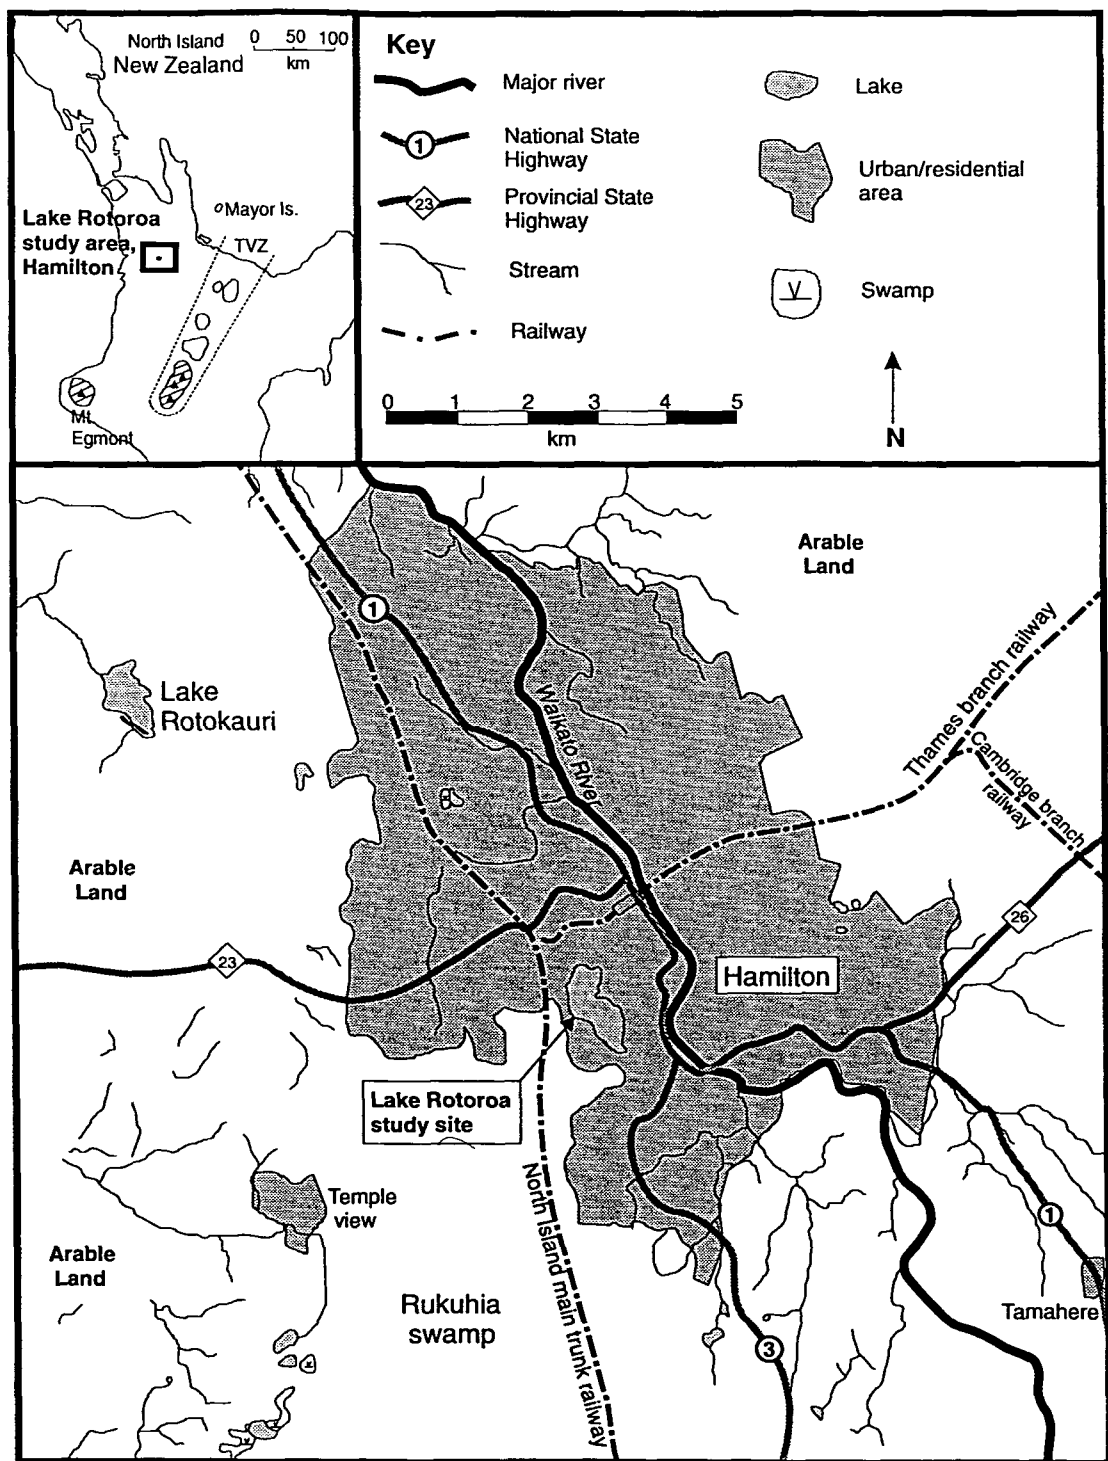 North Island
New Zealand
0 50 100
km
Lake Rotoroa
study area,
Hamilton
Mayor Is.
TVZ
Mt.
Egmont
Key
Major river
1
National State
Highway
23
Provincial State
Highway
Stream
Railway
Lake
Urban/residential
area
Swamp
0 1 2 3 4 5
km
N
Arable
Land
1
Lake
Rotokauri
Waikato River
Thames branch railway
Cambridge branch
railway
Arable
Land
26
23
Hamilton
Lake Rotoroa
study site
North Island main trunk railway
Temple
view
1
Arable
Land
Rukuhia
swamp
Tamahere
3